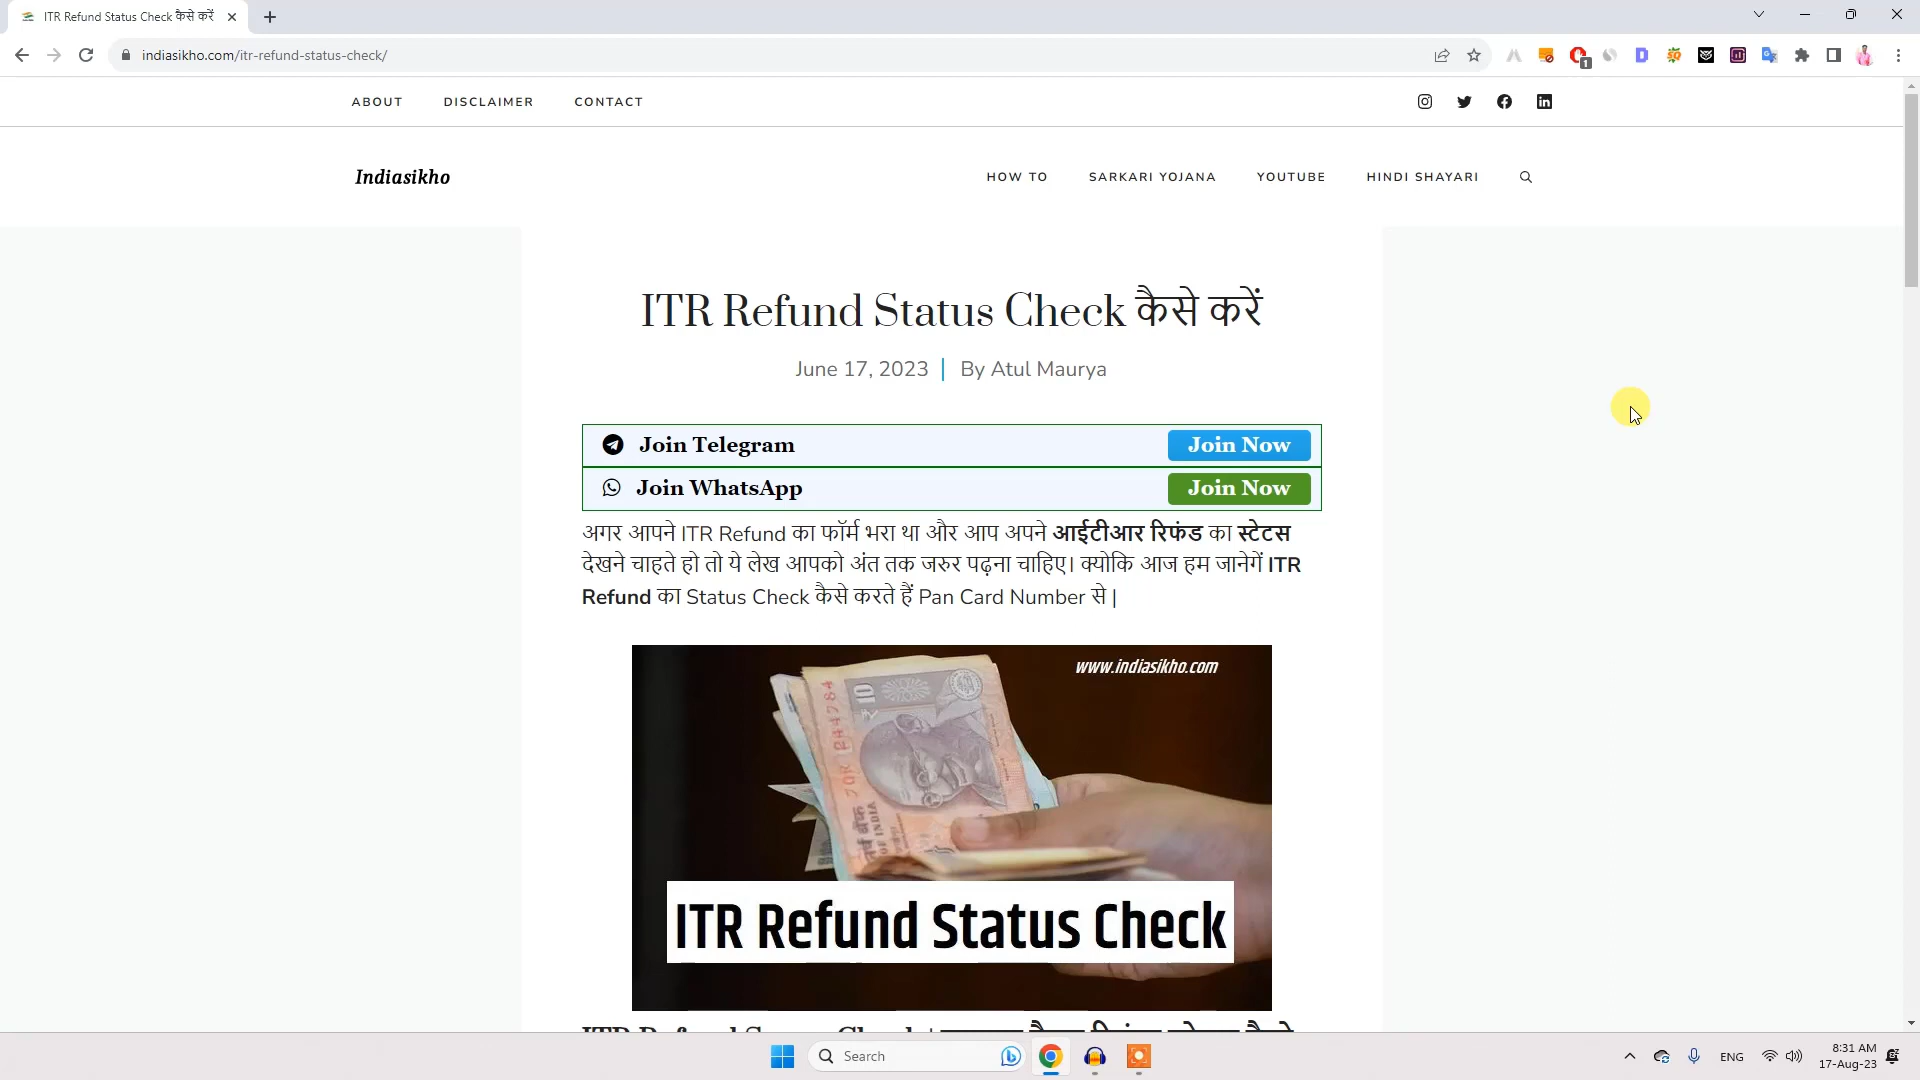 ITR Refund Status Check कैसे करें
indiasikho.com/itr-refund-status-check/
1
ABOUT DISCLAIMER CONTACT
Indiasikho
HOW TO SARKARI YOJANA YOUTUBE HINDI SHAYARI
ITR Refund Status Check कैसे करें
June 17, 2023 By Atul Maurya
Join Telegram Join Now
Join WhatsApp Join Now
अगर आपने ITR Refund का फॉर्म भरा था और आप अपने आईटीआर रिफंड का स्टेटस
देखने चाहते हो तो ये लेख आपको अंत तक जरुर पढ़ना चाहिए। क्योकि आज हम जानेगें ITR
Refund का Status Check कैसे करते हैं Pan Card Number से |
www.indiasikho.com
₹10
ITR Refund Status Check
Search
ENG
8:31 AM
17-Aug-23